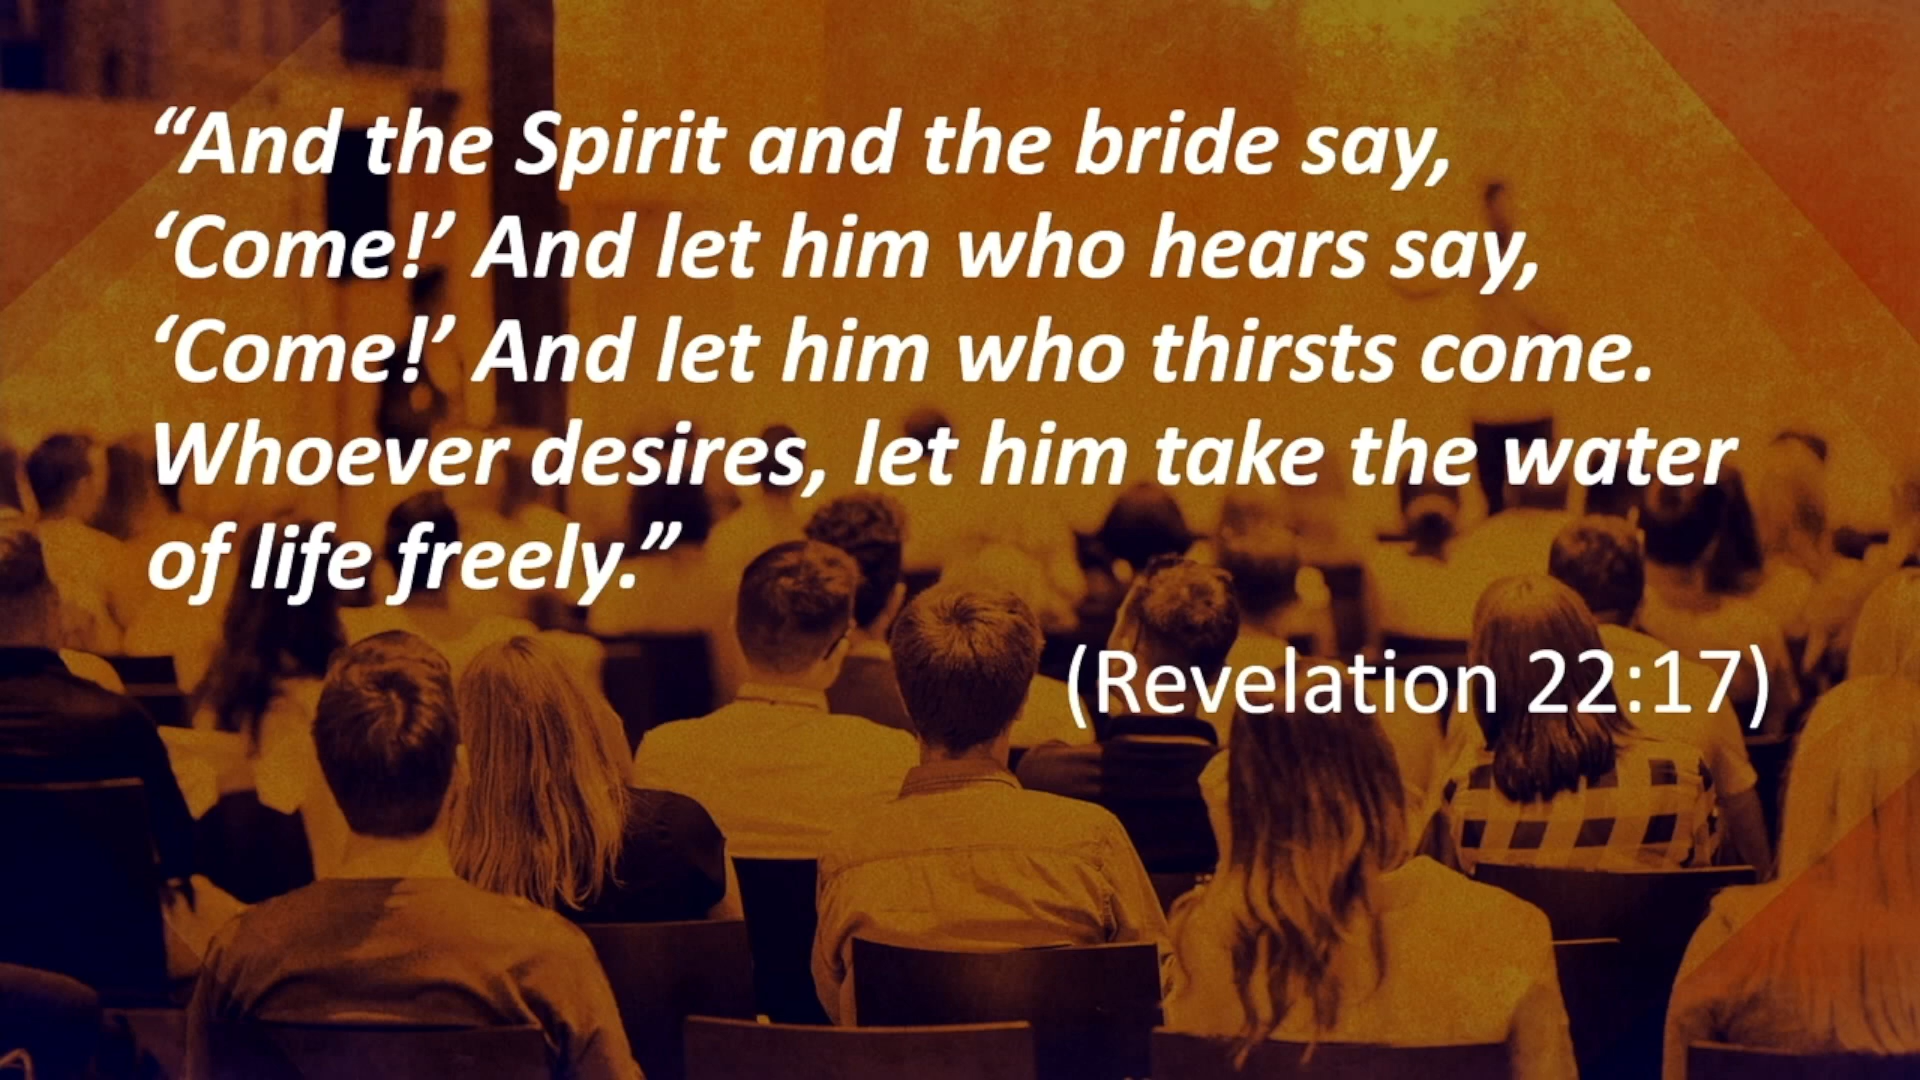 “And the Spirit and the bride say,
‘Come!’ And let him who hears say,
‘Come!’ And let him who thirsts come.
Whoever desires, let him take the water
of life freely.”
(Revelation 22:17)